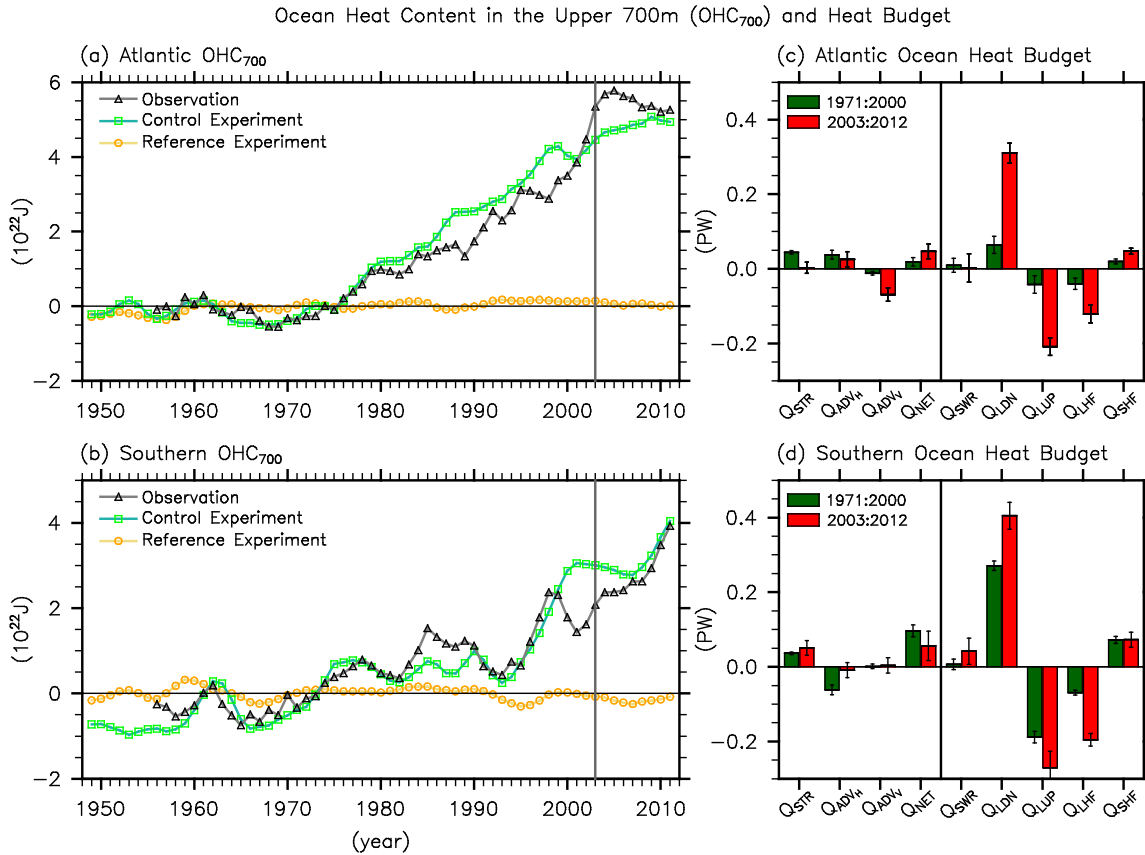 Ocean Heat Content in the Upper 700m (OHC700) and Heat Budget
(a) Atlantic OHC700
Observation
Control Experiment
Reference Experiment
(10^22J)
6
4
2
0
−2
1950 1960 1970 1980 1990 2000 2010
(c) Atlantic Ocean Heat Budget
1971:2000
2003:2012
(PW)
0.4
0.2
0.0
−0.2
QSTR QADVH QADVV QNET QSWR QLDN QLUP QLHF QSHF
(b) Southern OHC700
Observation
Control Experiment
Reference Experiment
(10^22J)
4
2
0
−2
1950 1960 1970 1980 1990 2000 2010
(year)
(d) Southern Ocean Heat Budget
1971:2000
2003:2012
(PW)
0.4
0.2
0.0
−0.2
QSTR QADVH QADVV QNET QSWR QLDN QLUP QLHF QSHF